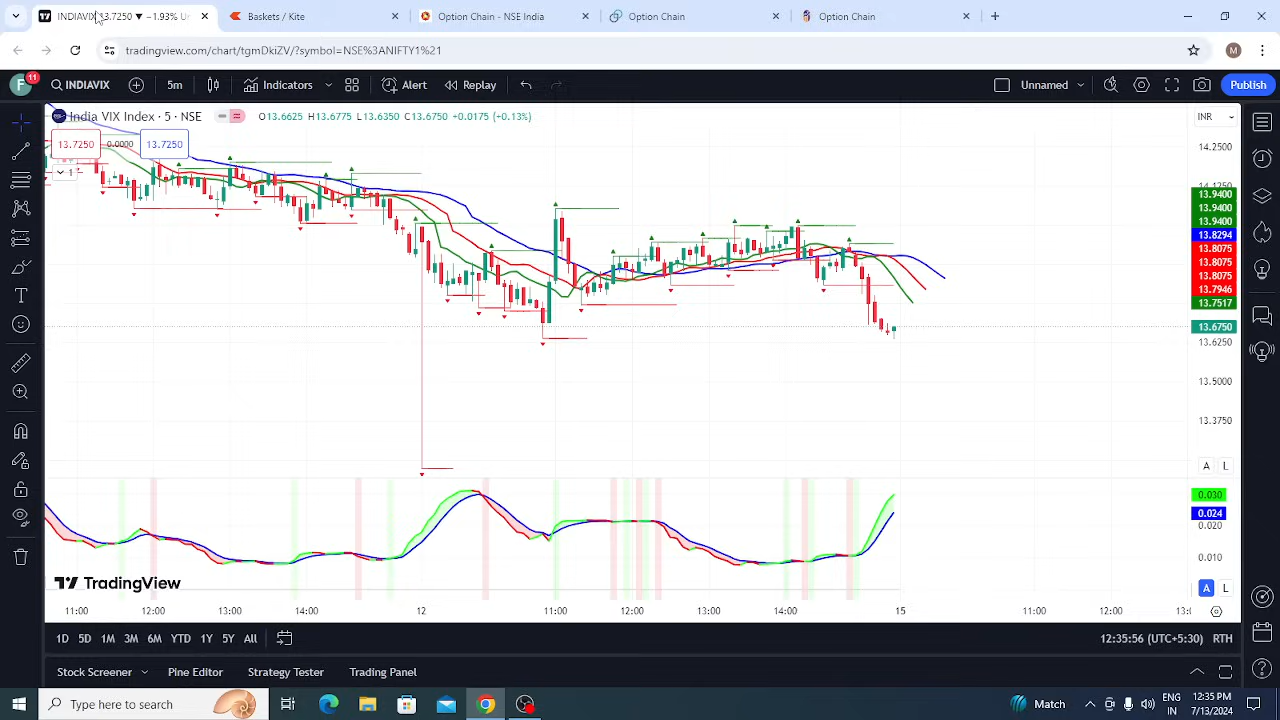 INDIAVIX 13.7250 ▼ −1.93% Un
Baskets / Kite
Option Chain - NSE India
Option Chain
Option Chain
tradingview.com/chart/tgmDkiZV/?symbol=NSE%3ANIFTY1%21
M
F
11
INDIAVIX
5m
Indicators
Alert
Replay
Unnamed
Publish
India VIX Index · 5 · NSE
O13.6625 H13.6775 L13.6350 C13.6750 +0.0175 (+0.13%)
INR
13.7250
0.0000
13.7250
1
14.2500
14.1250
13.9400
13.9400
13.9400
13.8294
13.8075
13.8075
13.8075
13.7946
13.7517
13.6750
13.6250
13.5000
13.3750
A L
0.030
0.024
0.020
0.010
TradingView
A L
11:00 12:00 13:00 14:00 12 11:00 12:00 13:00 14:00 15 11:00 12:00 13:0
1D 5D 1M 3M 6M YTD 1Y 5Y All
12:35:56 (UTC+5:30) RTH
Stock Screener
Pine Editor
Strategy Tester
Trading Panel
Type here to search
Match
ENG
IN
12:35 PM
7/13/2024